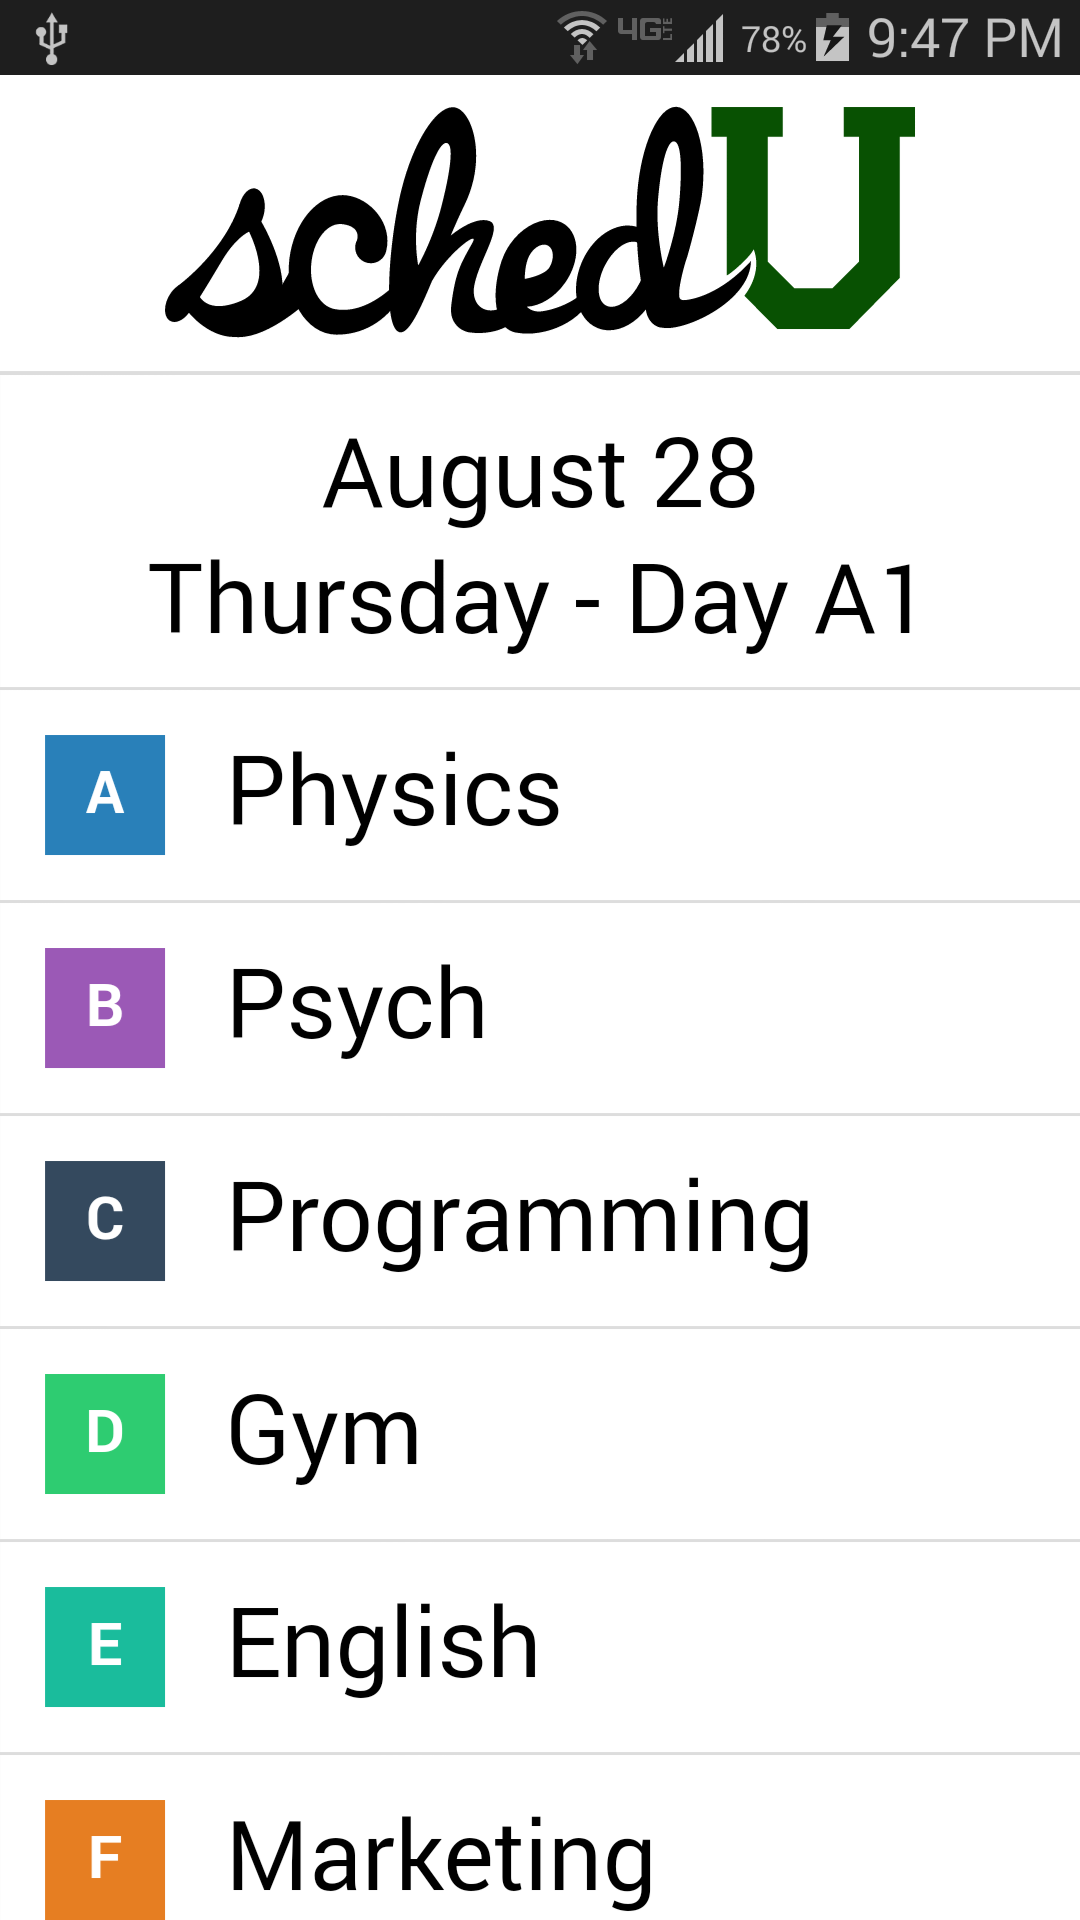 4G LTE 78% 9:47 PM
schedU
August 28
Thursday - Day A1
A Physics
B Psych
C Programming
D Gym
E English
F Marketing